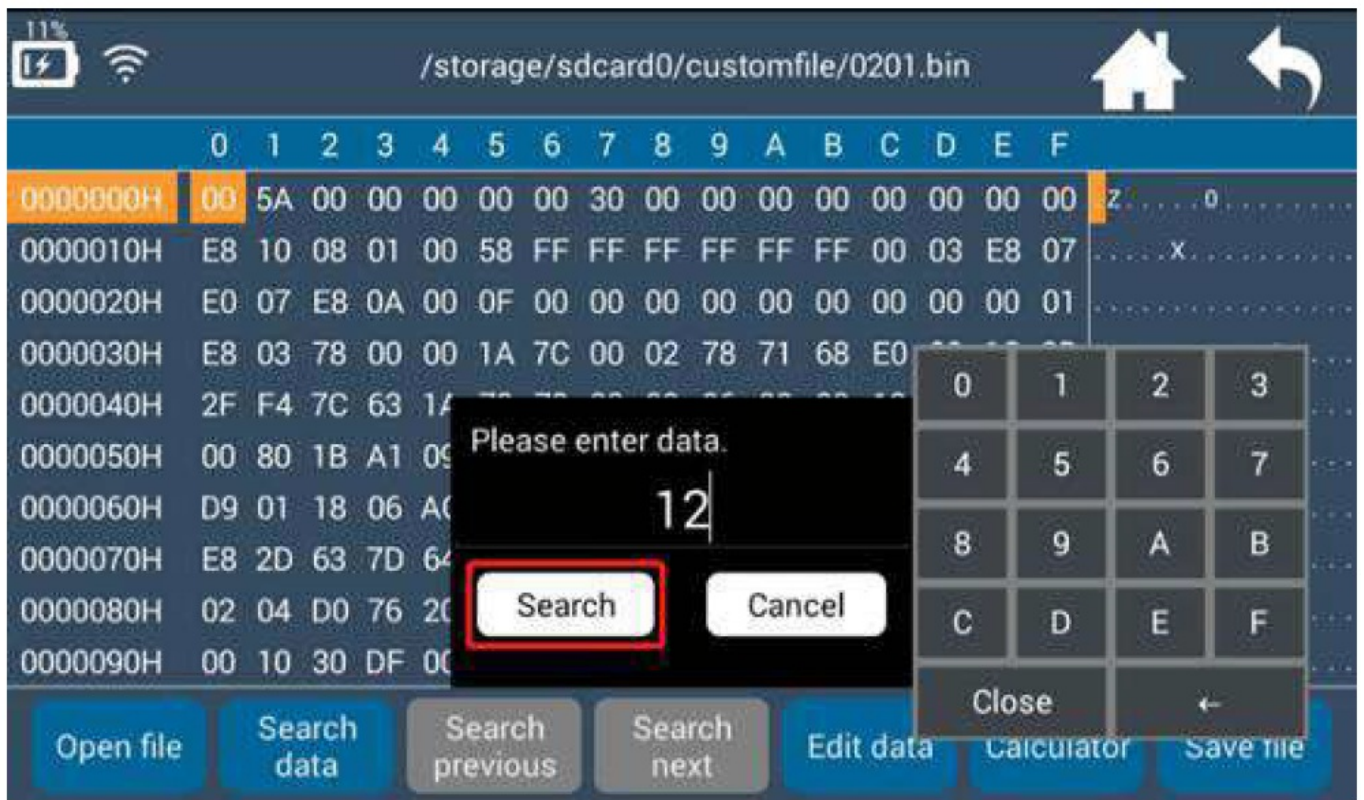 11%
/storage/sdcard0/customfile/0201.bin
0 1 2 3 4 5 6 7 8 9 A B C D E F
0000000H 00 5A 00 00 00 00 00 30 00 00 00 00 00 00 00 00 Z.....0........
0000010H E8 10 08 01 00 58 FF FF FF FF FF FF 00 03 E8 07 .....X..........
0000020H E0 07 E8 0A 00 0F 00 00 00 00 00 00 00 00 00 01 ................
0000030H E8 03 78 00 00 1A 7C 00 02 78 71 68 E0
0000040H 2F F4 7C 63
0000050H 00 80 1B A1
0000060H D9 01 18 06
0000070H E8 2D 63 7D 64
0000080H 02 04 D0 76
0000090H 00 10 30 DF
Please enter data.
12
Search Cancel
0 1 2 3
4 5 6 7
8 9 A B
C D E F
Close ←
Open file Search data Search previous Search next Edit data Calculator Save file